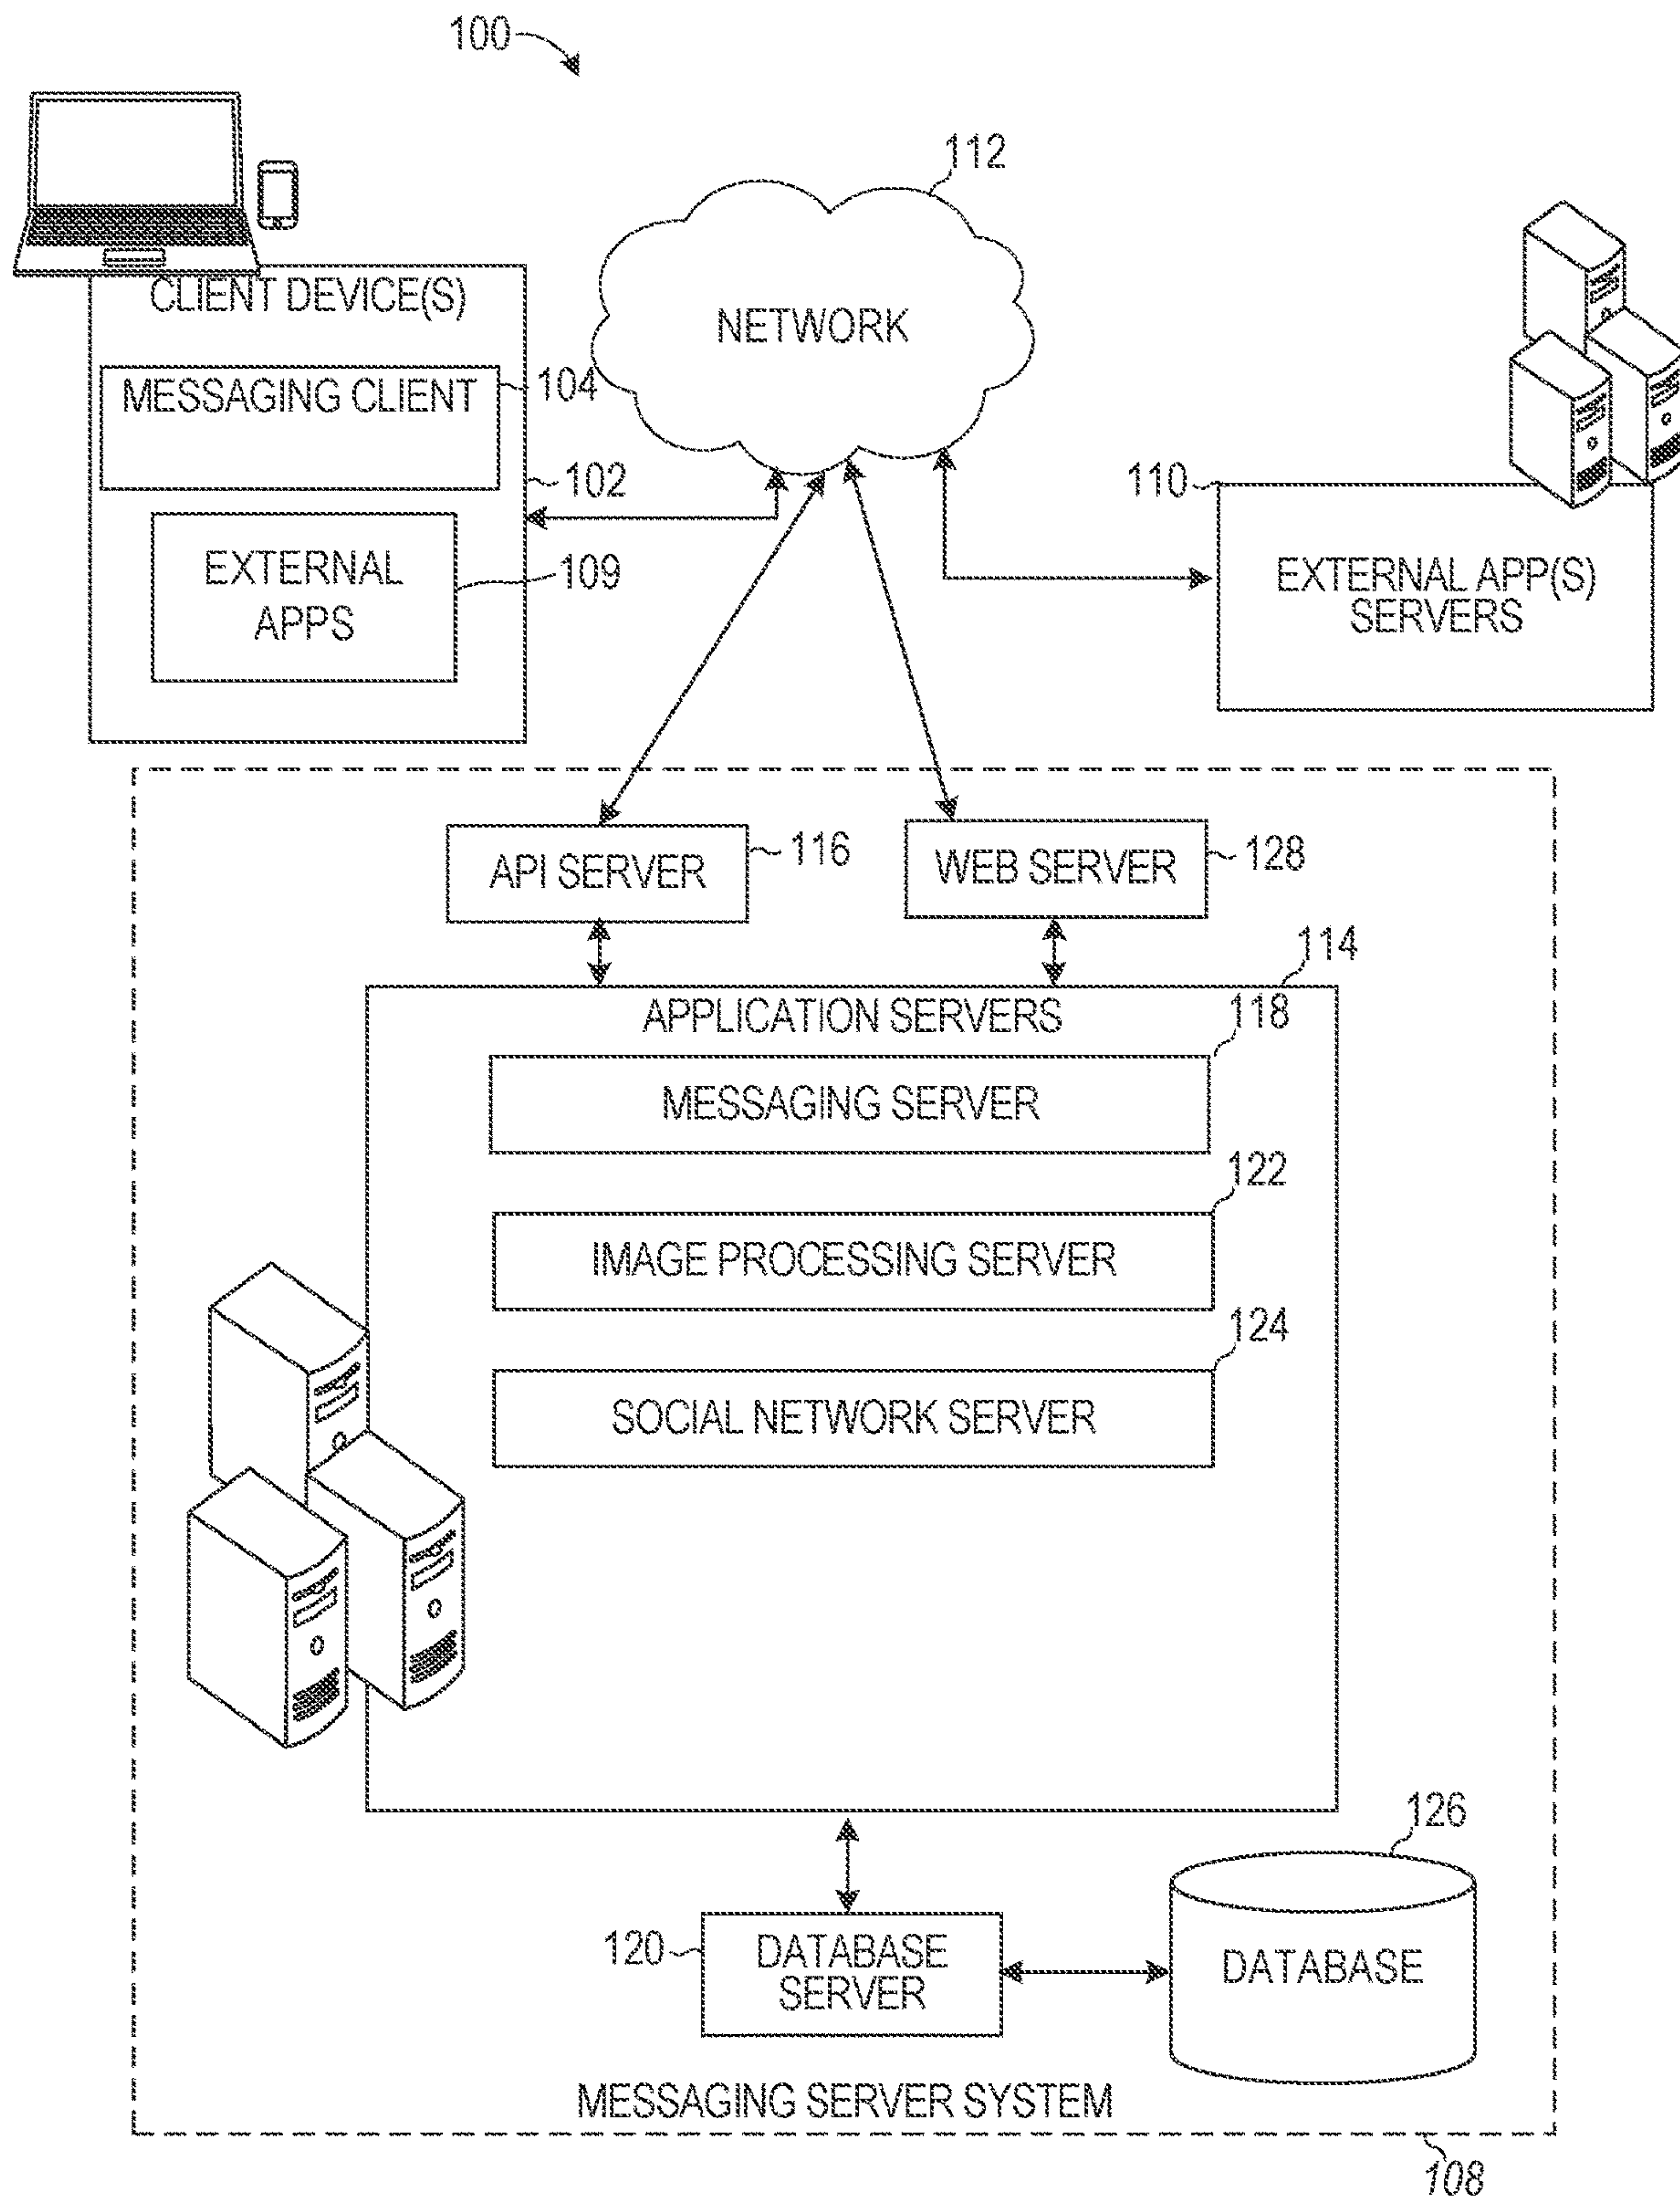 100
112
CLIENT DEVICE(S)
NETWORK
MESSAGING CLIENT
104
102
110
EXTERNAL
APPS
109
EXTERNAL APP(S)
SERVERS
API SERVER
116
WEB SERVER
128
114
APPLICATION SERVERS
118
MESSAGING SERVER
122
IMAGE PROCESSING SERVER
124
SOCIAL NETWORK SERVER
126
120
DATABASE
SERVER
DATABASE
MESSAGING SERVER SYSTEM
108